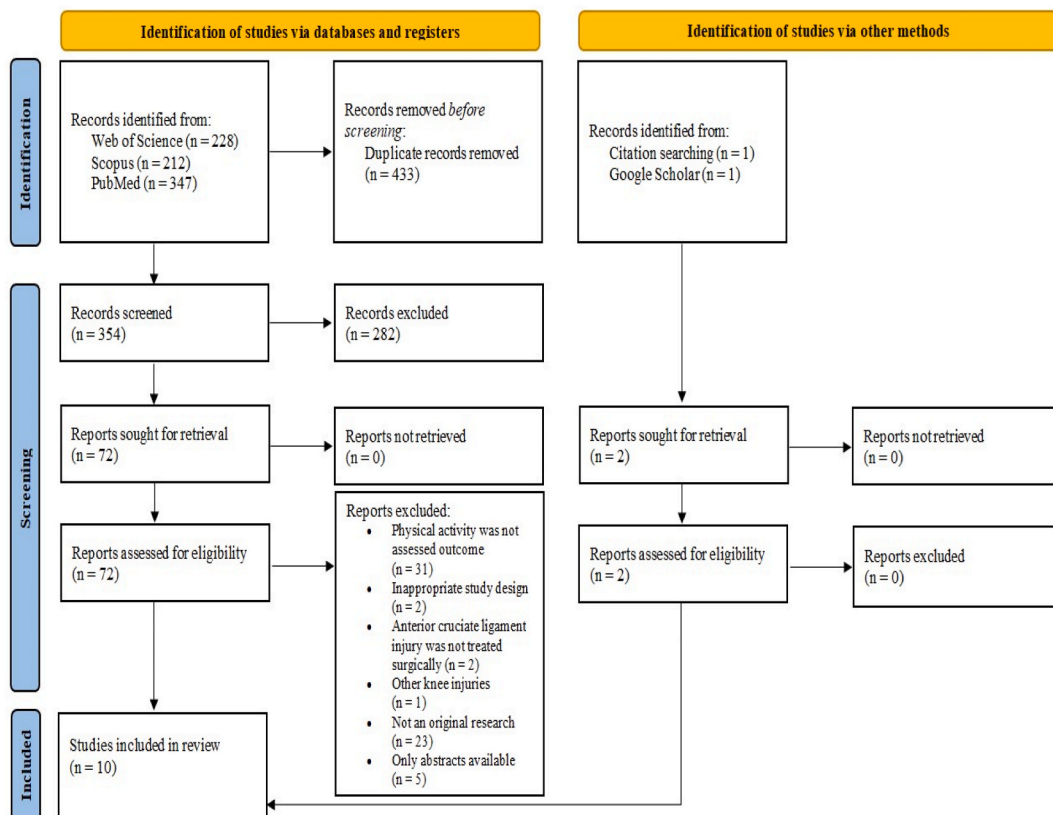 Identification of studies via databases and registers
Identification of studies via other methods
Identification
Records identified from:
Web of Science (n = 228)
Scopus (n = 212)
PubMed (n = 347)
Records removed before
screening:
Duplicate records removed
(n = 433)
Records identified from:
Citation searching (n = 1)
Google Scholar (n = 1)
Screening
Records screened
(n = 354)
Records excluded
(n = 282)
Reports sought for retrieval
(n = 72)
Reports not retrieved
(n = 0)
Reports sought for retrieval
(n = 2)
Reports not retrieved
(n = 0)
Reports assessed for eligibility
(n = 72)
Reports excluded:
• Physical activity was not
assessed outcome
(n = 31)
• Inappropriate study design
(n = 2)
• Anterior cruciate ligament
injury was not treated
surgically (n = 2)
• Other knee injuries
(n = 1)
• Not an original research
(n = 23)
• Only abstracts available
(n = 5)
Reports assessed for eligibility
(n = 2)
Reports excluded
(n = 0)
Included
Studies included in review
(n = 10)